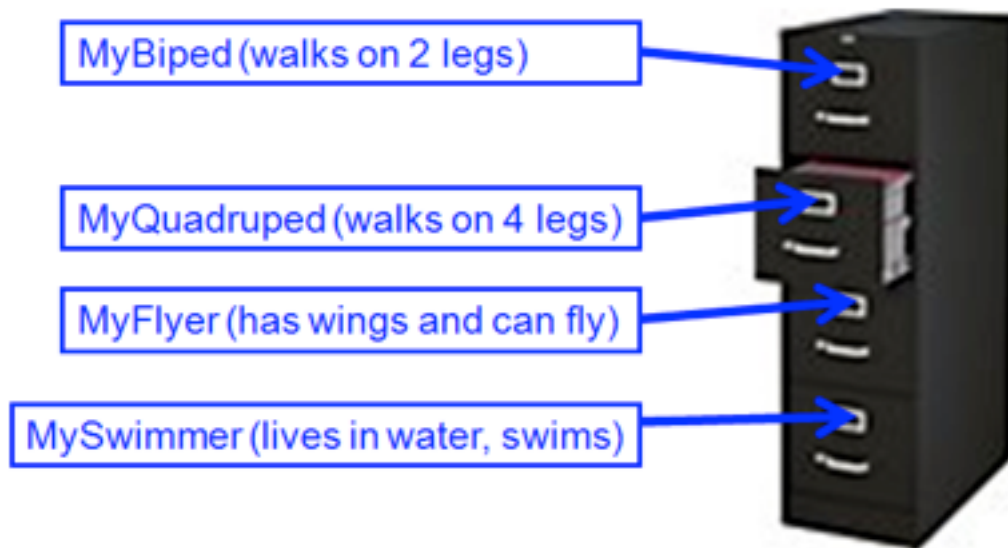 MyBiped (walks on 2 legs)
MyQuadruped (walks on 4 legs)
MyFlyer (has wings and can fly)
MySwimmer (lives in water, swims)